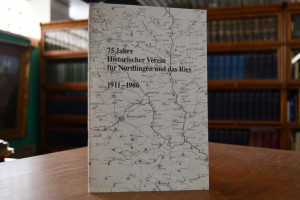 75 Jahre
Historischer Verein
für Nördlingen und das Ries
1911–1986